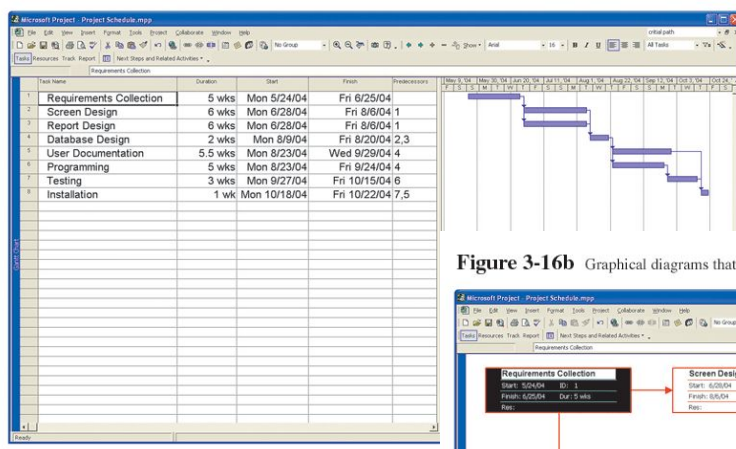 Microsoft Project - Project Schedule.mpp
File Edit View Insert Format Tools Project Collaborate Window Help
critical path
No Group
Show
Arial
16
B I U
All Tasks
Tasks Resources Track Report Next Steps and Related Activities
Requirements Collection
Task Name Duration Start Finish Predecessors
May 9, '04 May 30, '04 Jun 20, '04 Jul 11, '04 Aug 1, '04 Aug 22, '04 Sep 12, '04 Oct 3, '04 Oct 24,
F S S M T W T F S S M T W T F S
1 Requirements Collection 5 wks Mon 5/24/04 Fri 6/25/04
2 Screen Design 6 wks Mon 6/28/04 Fri 8/6/04 1
3 Report Design 6 wks Mon 6/28/04 Fri 8/6/04 1
4 Database Design 2 wks Mon 8/9/04 Fri 8/20/04 2,3
5 User Documentation 5.5 wks Mon 8/23/04 Wed 9/29/04 4
6 Programming 5 wks Mon 8/23/04 Fri 9/24/04 4
7 Testing 3 wks Mon 9/27/04 Fri 10/15/04 6
8 Installation 1 wk Mon 10/18/04 Fri 10/22/04 7,5
Gantt Chart
Ready
Figure 3-16b Graphical diagrams that
Microsoft Project - Project Schedule.mpp
File Edit View Insert Format Tools Project Collaborate Window Help
No Group
Tasks Resources Track Report Next Steps and Related Activities
Requirements Collection
Requirements Collection
Start: 5/24/04 ID: 1
Finish: 6/25/04 Dur: 5 wks
Res:
Screen Desig
Start: 6/28/04
Finish: 8/6/04
Res: